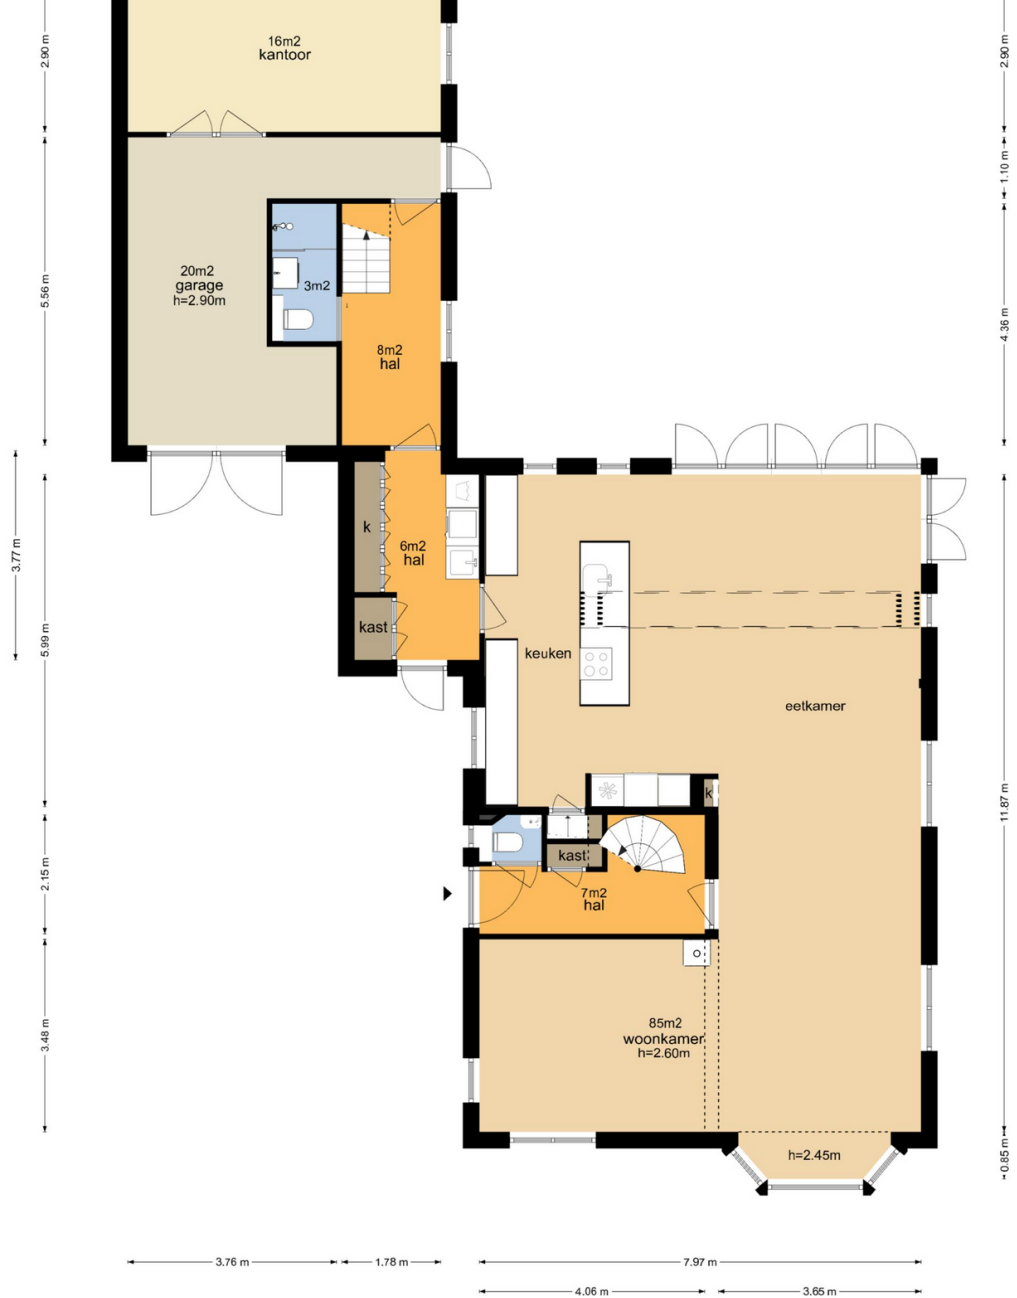 2.90 m
16m2
kantoor
2.90 m
1.10 m
5.56 m
20m2
garage
h=2.90m
3m2
4.36 m
8m2
hal
3.77 m
k
6m2
hal
kast
5.99 m
keuken
eetkamer
k
11.87 m
2.15 m
kast
7m2
hal
3.48 m
85m2
woonkamer
h=2.60m
h=2.45m
0.85 m
3.76 m
1.78 m
7.97 m
4.06 m
3.65 m